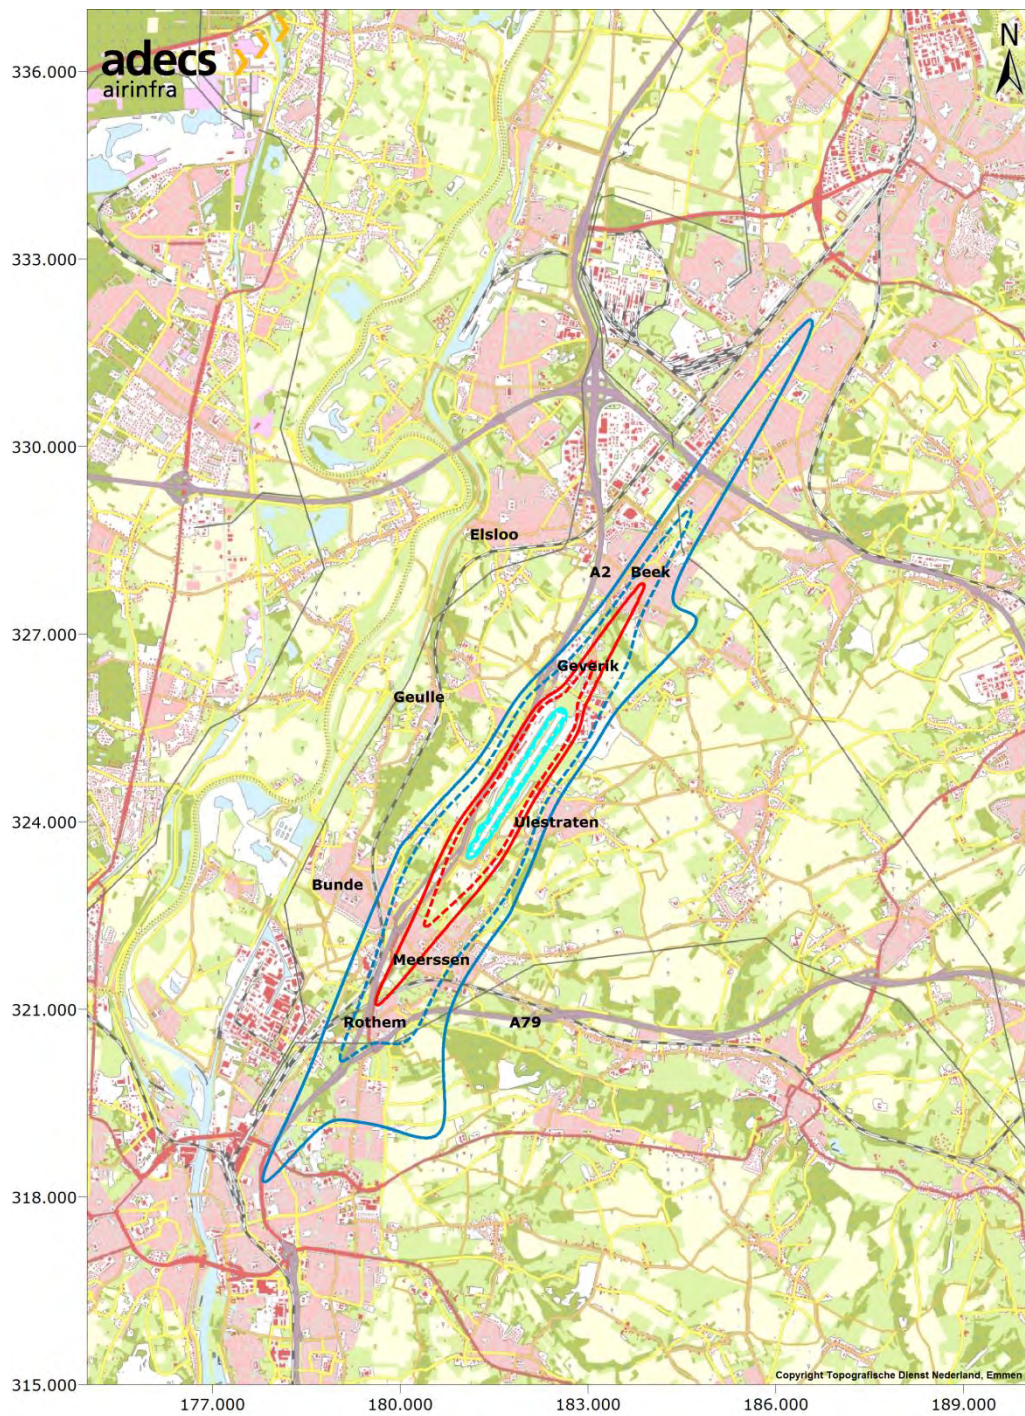 adecs
airinfra
N
336.000
333.000
330.000
327.000
324.000
321.000
318.000
315.000
Elsloo
A2 Beek
Geverik
Geulle
Ulestraten
Bunde
Meerssen
Rothem A79
Copyright Topografische Dienst Nederland, Emmen
177.000 180.000 183.000 186.000 189.000